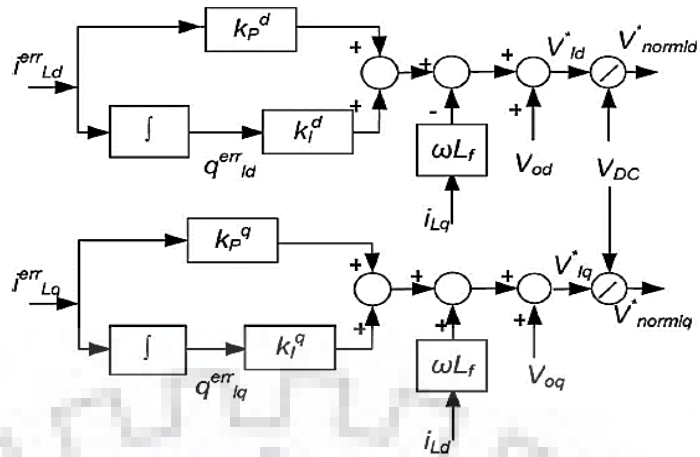 k_P^d
i^err_Ld
V*_Id
V*_normId
∫
k_I^d
q^err_Id
ωL_f
V_od
V_DC
i_Lq
k_P^q
i^err_Lq
V*_Iq
V*_normIq
∫
k_I^q
q^err_Iq
ωL_f
V_oq
i_Ld